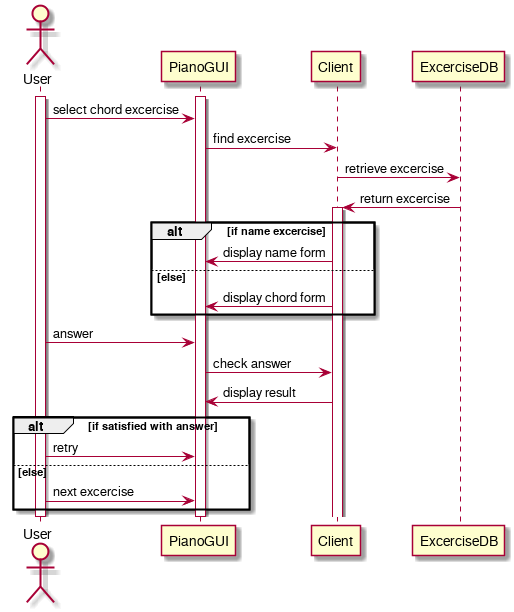 User
PianoGUI
Client
ExcerciseDB
select chord excercise
find excercise
retrieve excercise
return excercise
alt [if name excercise]
display name form
[else]
display chord form
answer
check answer
display result
alt [if satisfied with answer]
retry
[else]
next excercise
User
PianoGUI
Client
ExcerciseDB